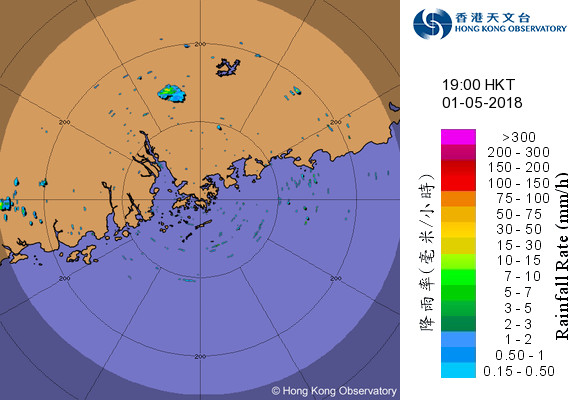 香港天文台
HONG KONG OBSERVATORY
19:00 HKT
01-05-2018
>300
200 - 300
150 - 200
100 - 150
75 - 100
50 - 75
30 - 50
15 - 30
10 - 15
7 - 10
5 - 7
3 - 5
2 - 3
1 - 2
0.50 - 1
0.15 - 0.50
降雨率(毫米/小時)
Rainfall Rate (mm/h)
200
200
200
200
200
200
© Hong Kong Observatory